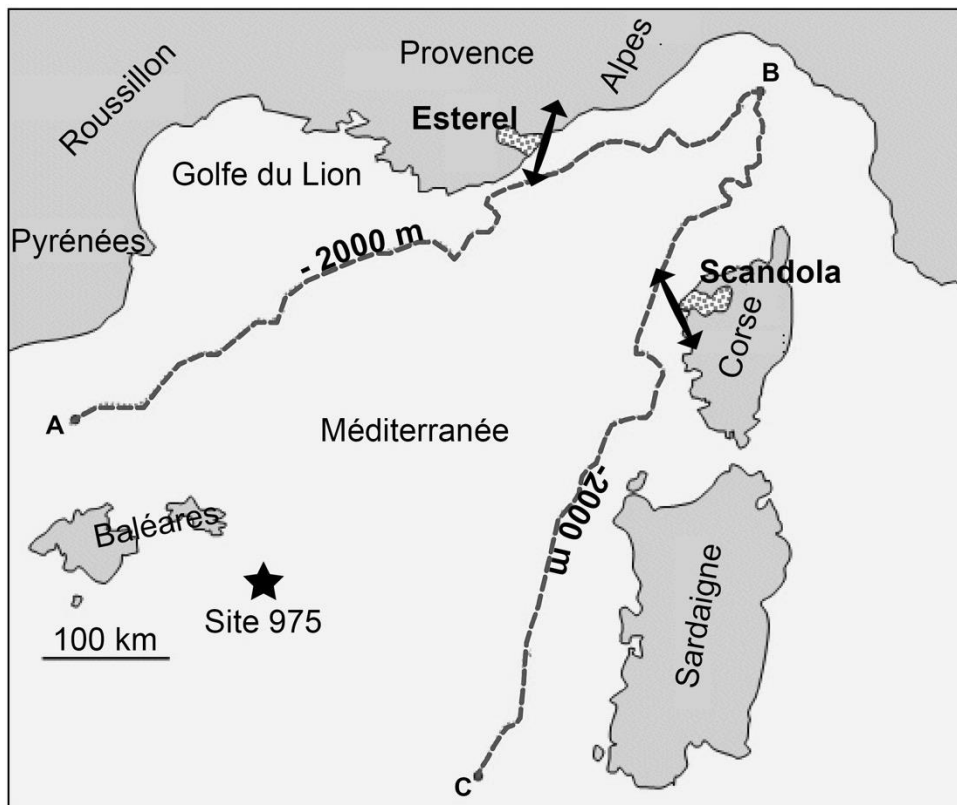 Provence
Alpes
Roussillon
B
Esterel
Golfe du Lion
Pyrénées
- 2000 m
Scandola
Corse
A
Méditerranée
-2000 m
Baléares
Site 975
100 km
Sardaigne
C